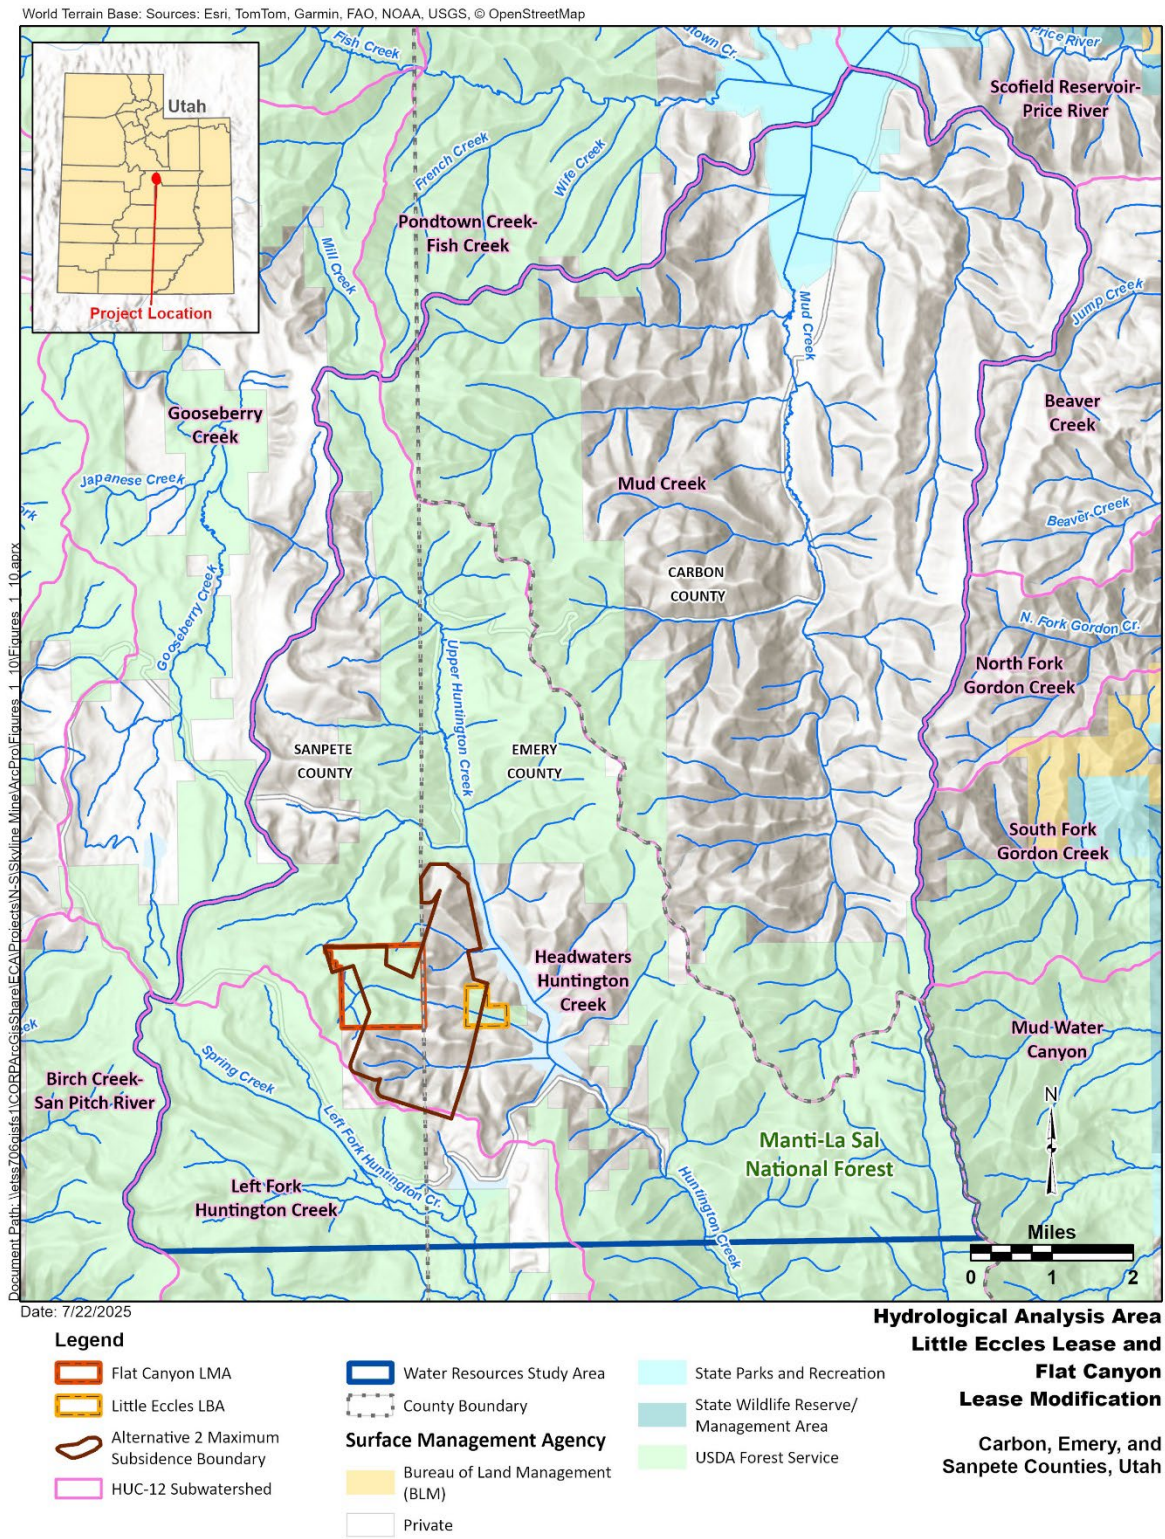 World Terrain Base: Sources: Esri, TomTom, Garmin, FAO, NOAA, USGS, © OpenStreetMap
Fish Creek
Price River
Utah
Project Location
Scofield Reservoir-
Price River
French Creek
Wife Creek
Pondtown Creek-
Fish Creek
Mill Creek
Mud Creek
Jump Creek
Gooseberry
Creek
Beaver
Creek
Japanese Creek
Mud Creek
Beaver Creek
CARBON
COUNTY
Gooseberry Creek
N. Fork Gordon Cr.
Upper Huntington Creek
North Fork
Gordon Creek
SANPETE
COUNTY
EMERY
COUNTY
South Fork
Gordon Creek
Headwaters
Huntington
Creek
Mud Water
Canyon
Spring Creek
Birch Creek-
San Pitch River
N
Left Fork Huntington Cr.
Manti-La Sal
National Forest
Left Fork
Huntington Creek
Huntington Creek
Miles
0 1 2
Date: 7/22/2025
Hydrological Analysis Area
Little Eccles Lease and
Flat Canyon
Lease Modification
Carbon, Emery, and
Sanpete Counties, Utah
Legend
Flat Canyon LMA
Little Eccles LBA
Alternative 2 Maximum
Subsidence Boundary
HUC-12 Subwatershed
Water Resources Study Area
County Boundary
Surface Management Agency
Bureau of Land Management
(BLM)
Private
State Parks and Recreation
State Wildlife Reserve/
Management Area
USDA Forest Service